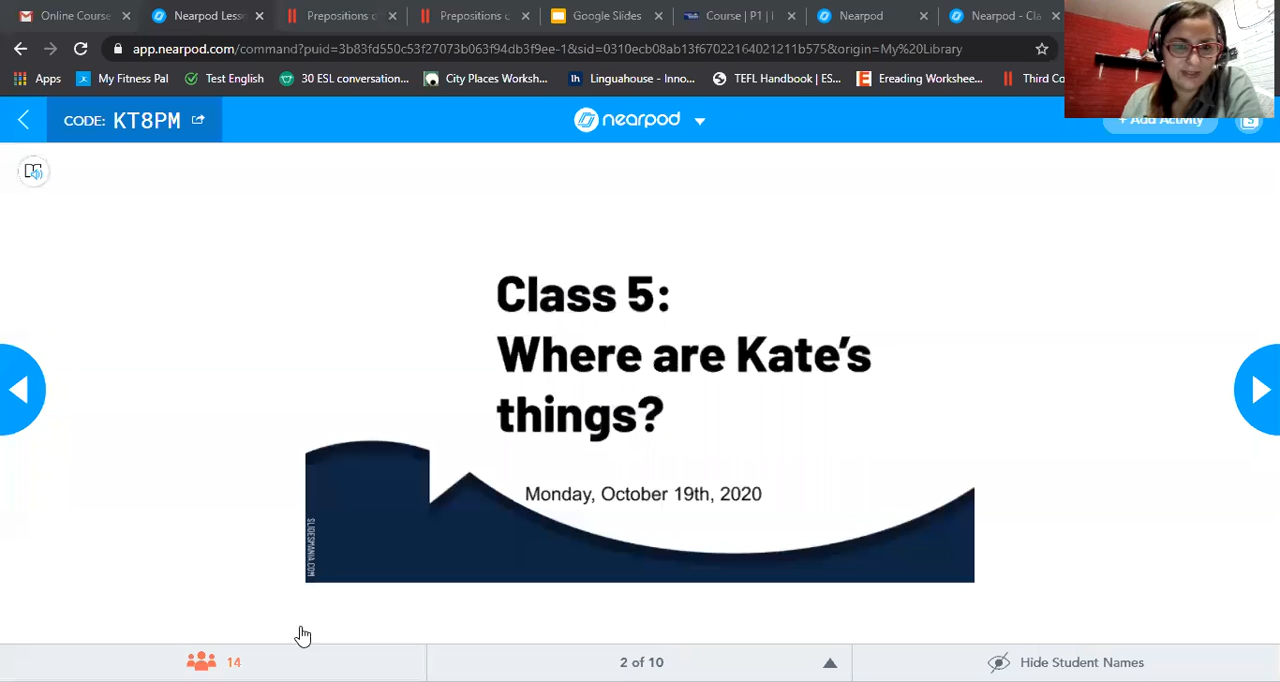 Online Course
Nearpod Less
Prepositions o
Prepositions o
Google Slides
Course | P1 |
Nearpod
Nearpod - Cla
app.nearpod.com/command?puid=3b83fd550c53f27073b063f94db3f9ee-1&sid=0310ecb08ab13f67022164021211b575&origin=My%20Library
Apps
My Fitness Pal
Test English
30 ESL conversation...
City Places Worksh...
Linguahouse - Inno...
TEFL Handbook | ES...
Ereading Workshee...
Third Co
CODE: KT8PM
nearpod
+ Add Activity
Class 5:
Where are Kate's
things?
Monday, October 19th, 2020
SLIDESMANIA.COM
14
2 of 10
Hide Student Names